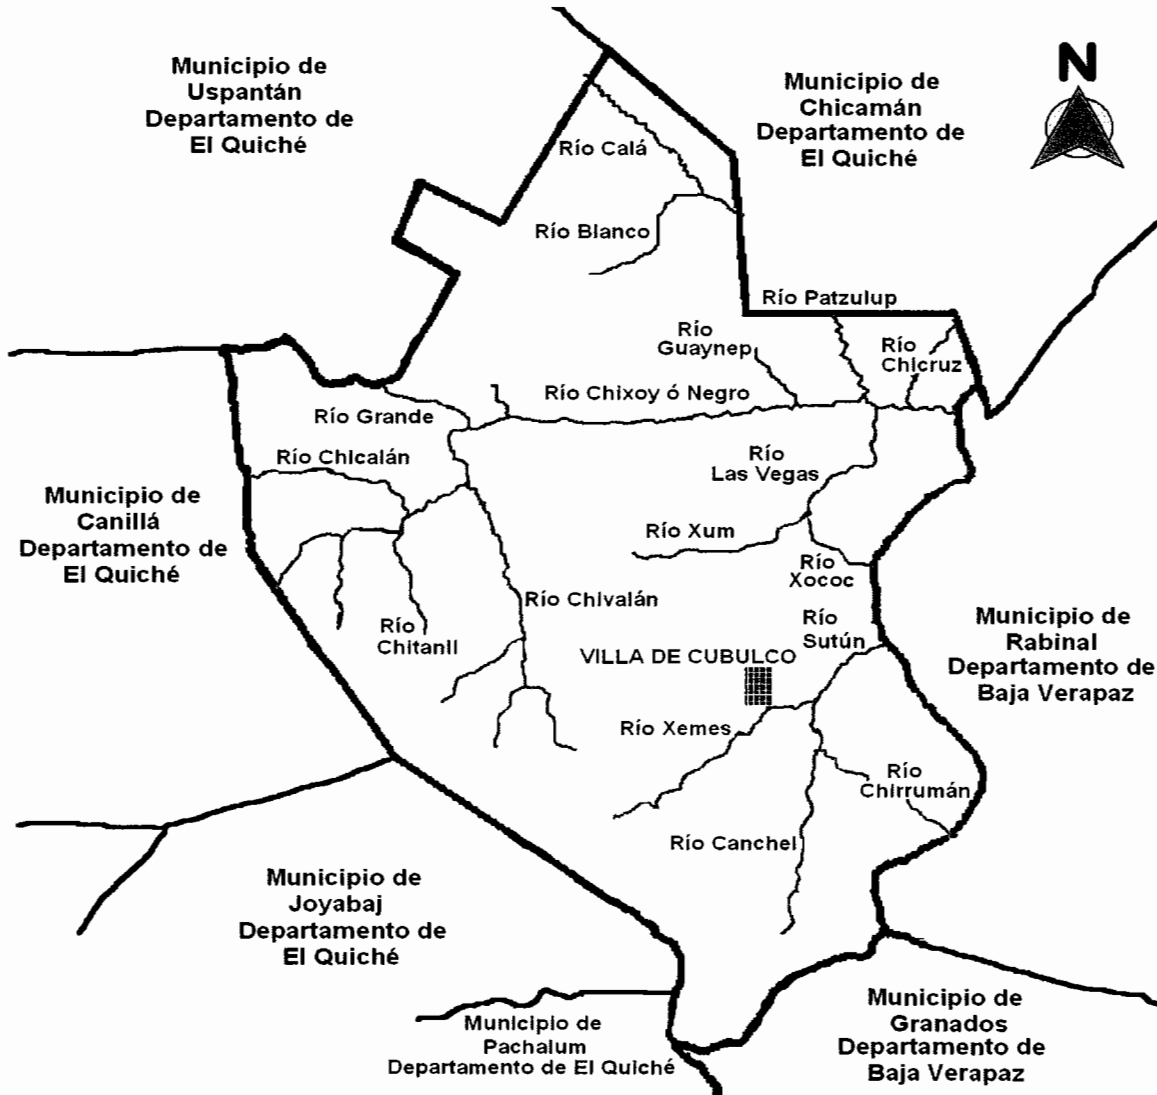 Municipio de
Uspantán
Departamento de
El Quiché
Municipio de
Chicamán
Departamento de
El Quiché
N
Río Calá
Río Blanco
Río Patzulup
Río
Guaynep
Río
Chicruz
Río Chixoy ó Negro
Río Grande
Río Chicalán
Río
Las Vegas
Municipio de
Canillá
Departamento de
El Quiché
Río Xum
Río
Xococ
Río Chivalán
Río
Chitanil
Río
Sutún
Municipio de
Rabinal
Departamento de
Baja Verapaz
VILLA DE CUBULCO
Río Xemes
Río
Chirrumán
Río Canchel
Municipio de
Joyabaj
Departamento de
El Quiché
Municipio de
Pachalum
Departamento de El Quiché
Municipio de
Granados
Departamento de
Baja Verapaz